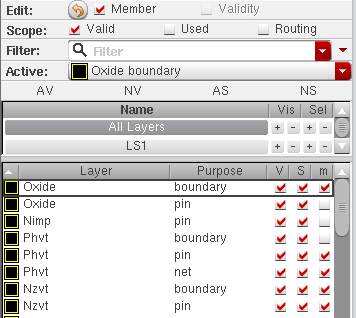 Edit: Member Validity
Scope: Valid Used Routing
Filter: Filter
Active: Oxide boundary
AV NV AS NS
Name Vis Sel
All Layers + - + -
LS1 + - + -
Layer Purpose V S m
Oxide boundary
Oxide pin
Nimp pin
Phvt boundary
Phvt pin
Phvt net
Nzvt boundary
Nzvt pin